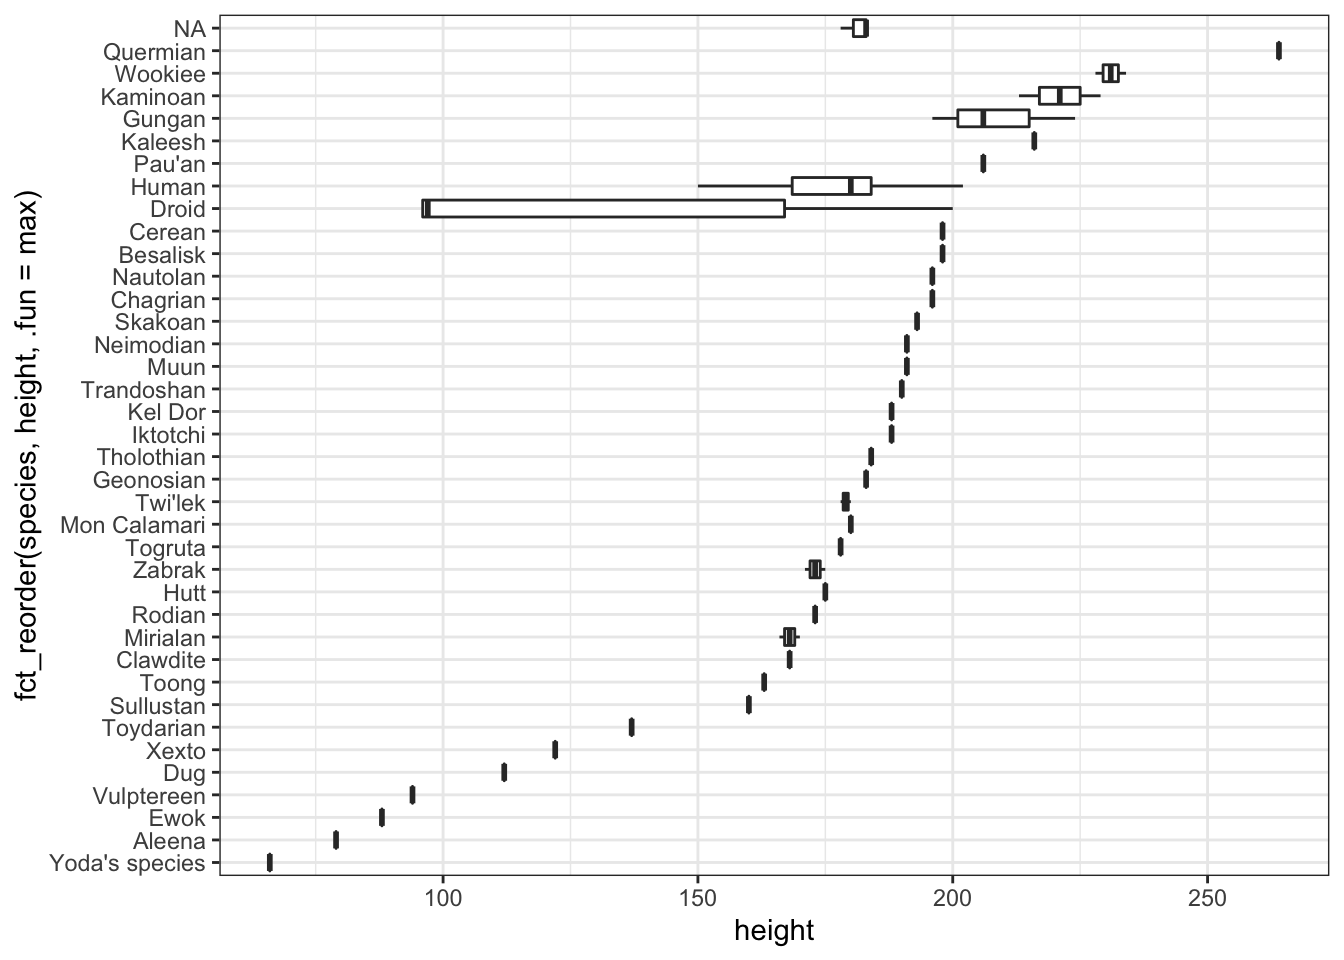 fct_reorder(species, height, .fun = max)
NA
Quermian
Wookiee
Kaminoan
Gungan
Kaleesh
Pau'an
Human
Droid
Cerean
Besalisk
Nautolan
Chagrian
Skakoan
Neimodian
Muun
Trandoshan
Kel Dor
Iktotchi
Tholothian
Geonosian
Twi'lek
Mon Calamari
Togruta
Zabrak
Hutt
Rodian
Mirialan
Clawdite
Toong
Sullustan
Toydarian
Xexto
Dug
Vulptereen
Ewok
Aleena
Yoda's species
100 150 200 250
height